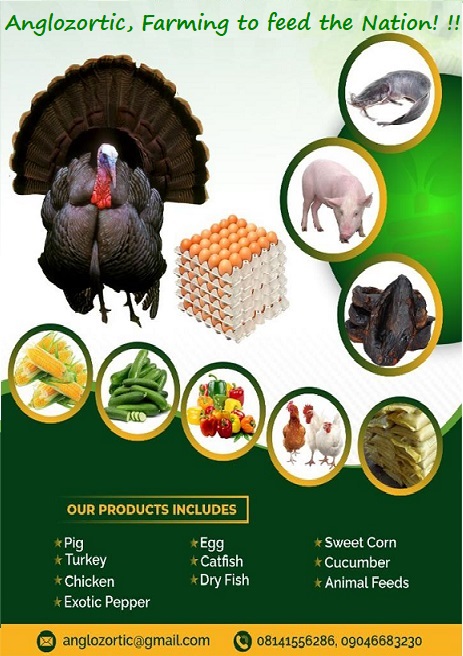 Anglozortic, Farming to feed the Nation! !!
OUR PRODUCTS INCLUDES
Pig
Turkey
Chicken
Exotic Pepper
Egg
Catfish
Dry Fish
Sweet Corn
Cucumber
Animal Feeds
anglozortic@gmail.com
08141556286, 09046683230